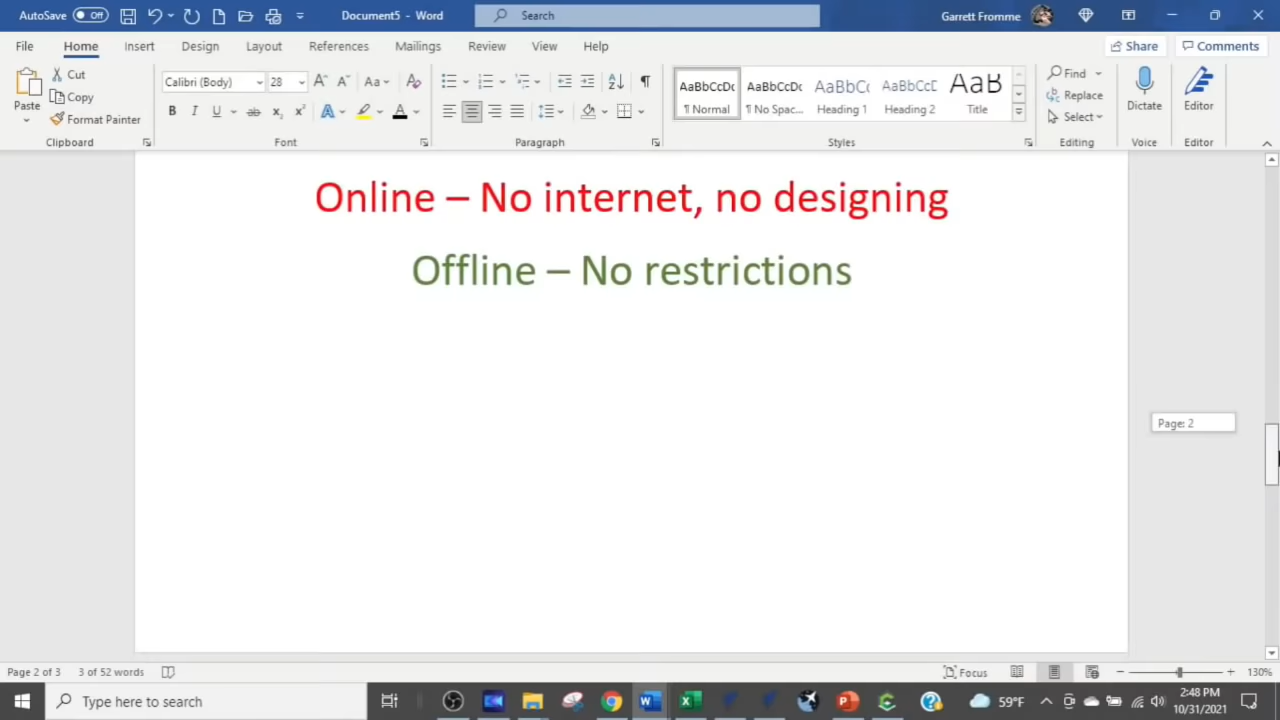 AutoSave Off Document5 - Word Search Garrett Fromme
File Home Insert Design Layout References Mailings Review View Help Share Comments
Paste Cut Copy Format Painter
Calibri (Body) 28 Aa
AaBbCcDc AaBbCcDc AaBbCc AaBbCcD AaB
¶ Normal ¶ No Spac... Heading 1 Heading 2 Title
Find Replace Select
Dictate Editor
Clipboard Font Paragraph Styles Editing Voice Editor
Online – No internet, no designing
Offline – No restrictions
Page: 2
Page 2 of 3 3 of 52 words Focus 130%
Type here to search 59°F 2:48 PM
10/31/2021